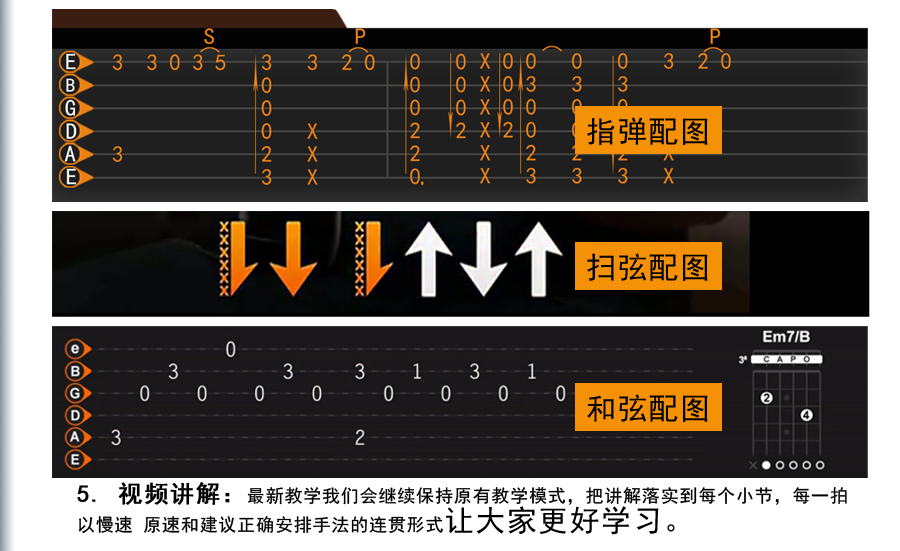 S P P
E 3 3 0 3 5 3 3 2 0 0 0 X 0 0 0 0 3 2 0
B 0 0 0 X 0 3 3 3
G 0 0 0 X 0 0 0 0
D 0 X 2 2 X 2 0
A 3 2 X 2 X 2 2 2 X
E 3 X 0. X 3 3 3 X
指弹配图
XXXXXXX XXXXXXX
扫弦配图
e 0
B 3 3 3 1 3 1
G 0 0 0 0 0 0 0 0
D
A 3 2
E
和弦配图
Em7/B
3ª CAPO
2
4
X
5. 视频讲解：最新教学我们会继续保持原有教学模式，把讲解落实到每个小节，每一拍
以慢速 原速和建议正确安排手法的连贯形式让大家更好学习。